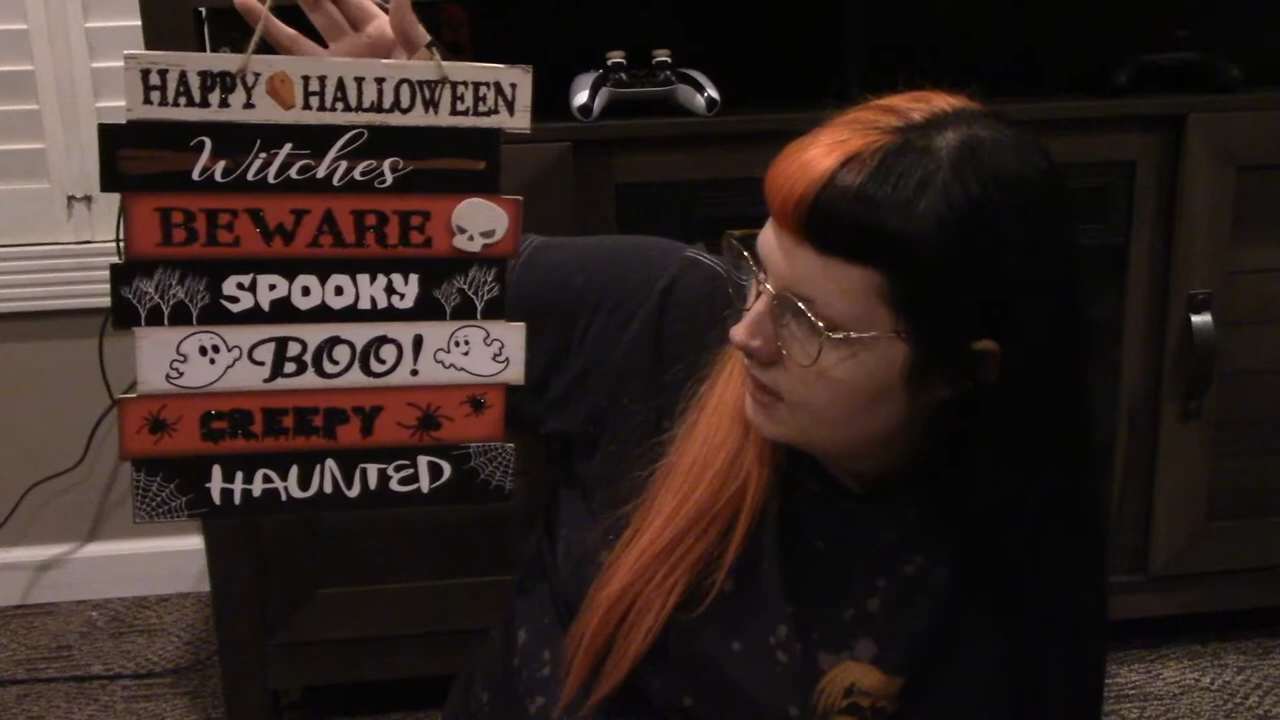 HAPPY HALLOWEEN
Witches
BEWARE
SPOOKY
BOO!
CREEPY
HAUNTED